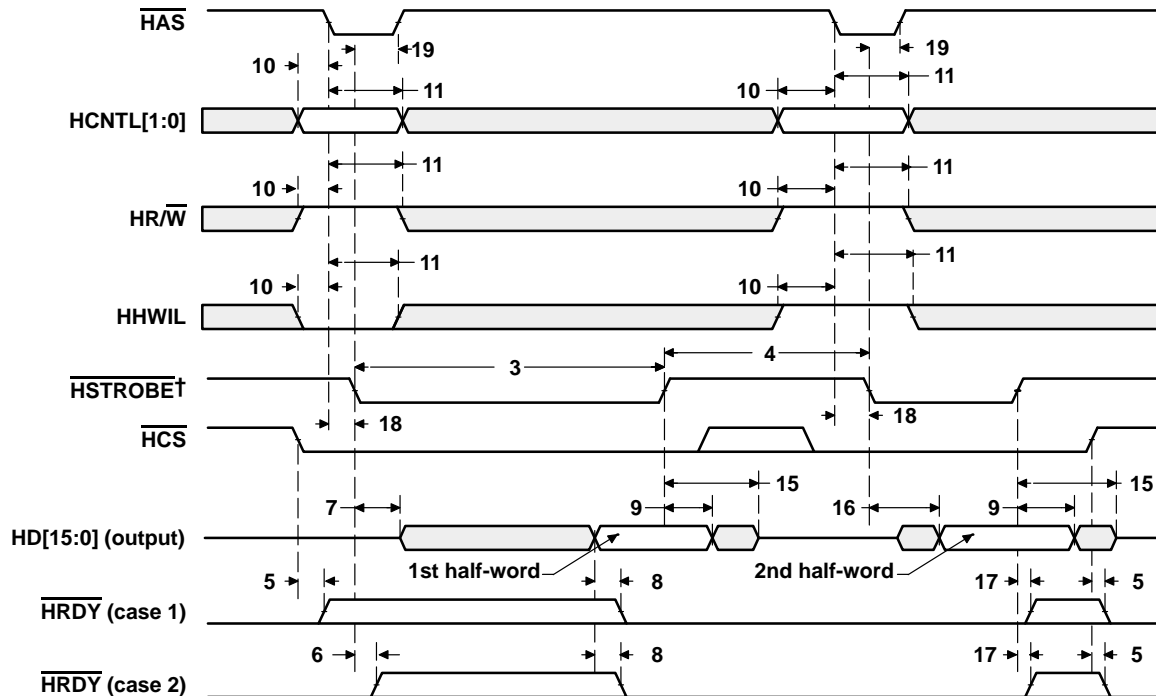 HAS
19
19
10
11
10
11
HCNTL[1:0]
11
11
10
10
HR/W
11
11
10
10
HHWIL
3
4
HSTROBE†
18
18
HCS
15
15
7
9
16
9
HD[15:0] (output)
1st half-word
2nd half-word
5
8
17
5
HRDY (case 1)
6
8
17
5
HRDY (case 2)